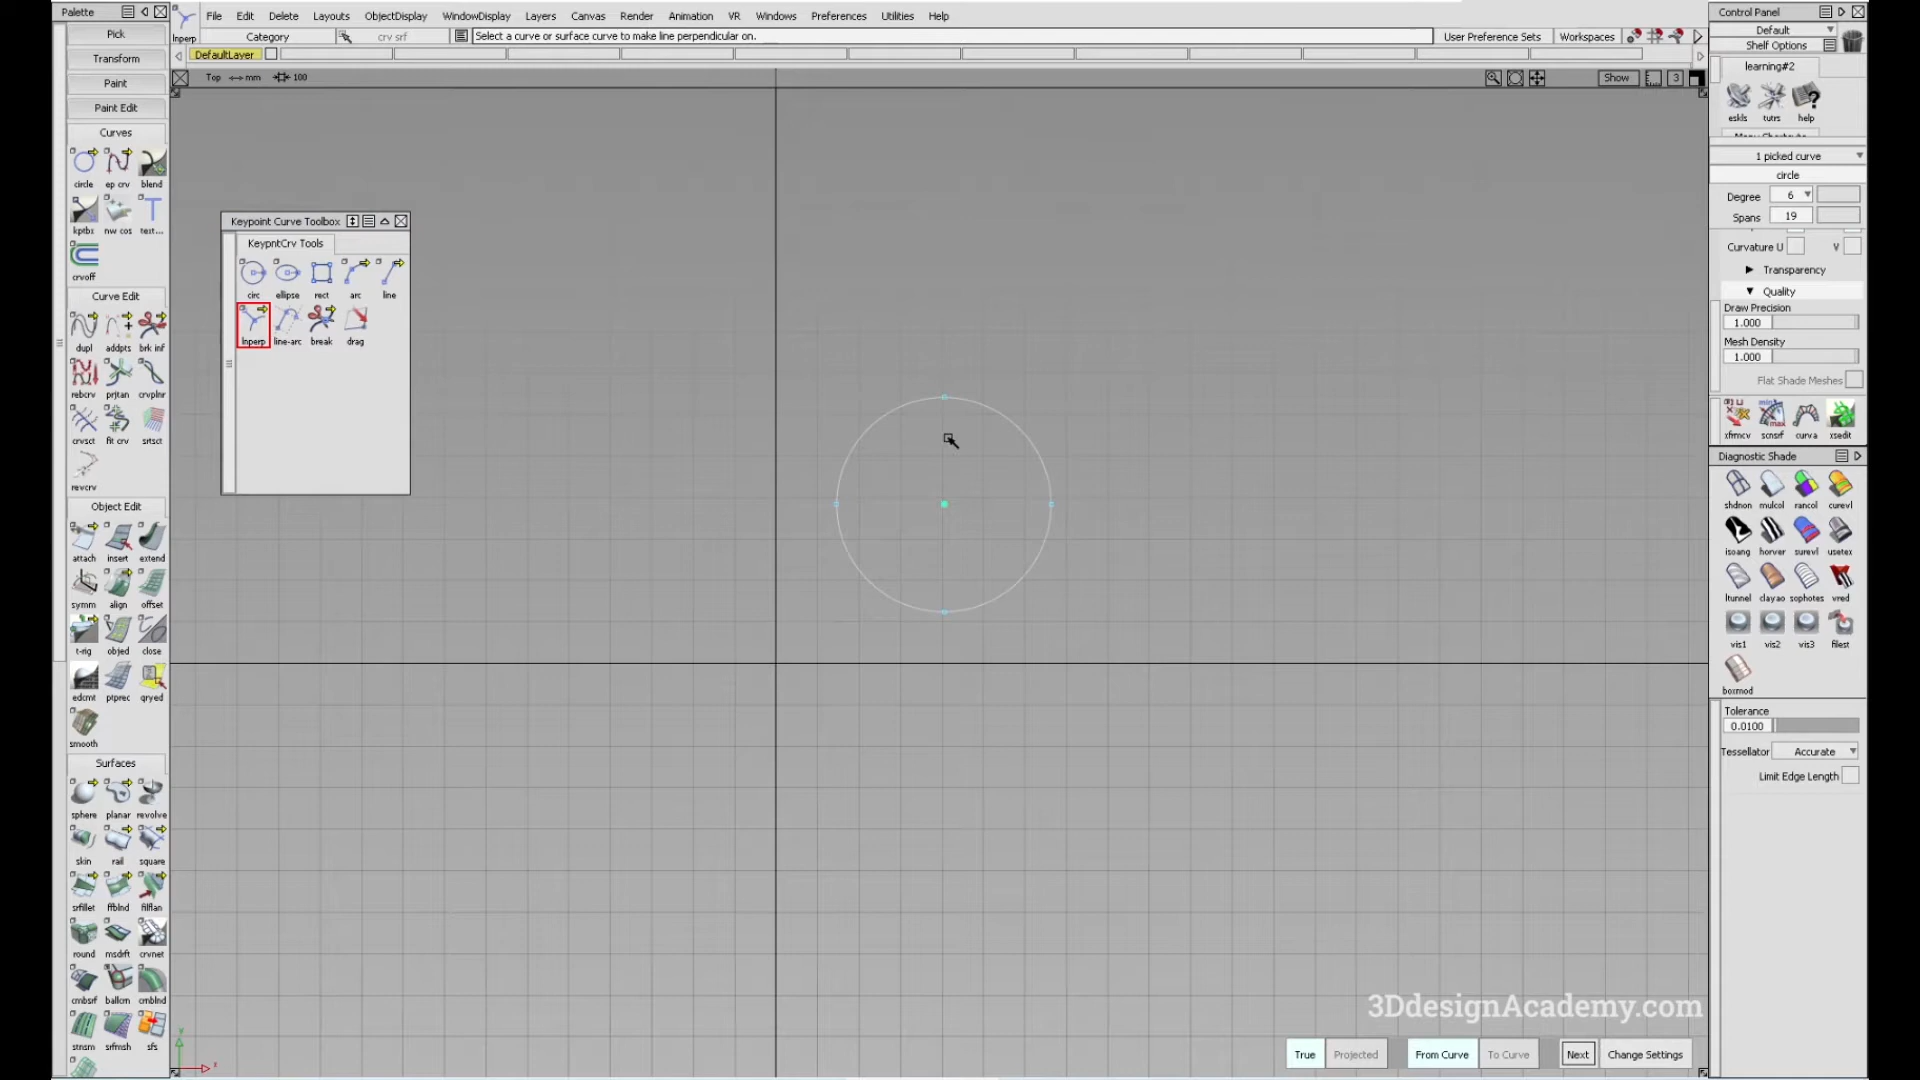 Palette
Pick
Transform
Paint
Paint Edit
Curves
circle ep crv blend
kptbx nw cos text...
crvoff
Curve Edit
dupl addpts brk inf
rebcrv prjtan crvplnr
crvsct fit crv srtsct
revcrv
Object Edit
attach insert extend
symm align offset
t-rig objed close
edcmt ptprec qryed
smooth
Surfaces
sphere planar revolve
skin rail square
srfillet ffblnd filflan
round msdrft crvnet
cmbsrf ballcrn cmblnd
stnsm srfmsh sfs
File Edit Delete Layouts ObjectDisplay WindowDisplay Layers Canvas Render Animation VR Windows Preferences Utilities Help
lnperp Category crv srf Select a curve or surface curve to make line perpendicular on. User Preference Sets Workspaces
DefaultLayer
Top mm 100 Show 3
Keypoint Curve Toolbox
KeypntCrv Tools
circ ellipse rect arc line
lnperp line-arc break drag
True Projected From Curve To Curve Next Change Settings
3DdesignAcademy.com
Control Panel
Default
Shelf Options
learning#2
eskls tutrs help
1 picked curve
circle
Degree 6
Spans 19
Curvature U V
Transparency
Quality
Draw Precision
1.000
Mesh Density
1.000
Flat Shade Meshes
xfrmcv scnsrf curva xsedit
Diagnostic Shade
shdnon mulcol rancol curevl
isoang horver surevl usetex
ltunnel clayao sophotes vred
vis1 vis2 vis3 filest
boxmod
Tolerance
0.0100
Tessellator Accurate
Limit Edge Length